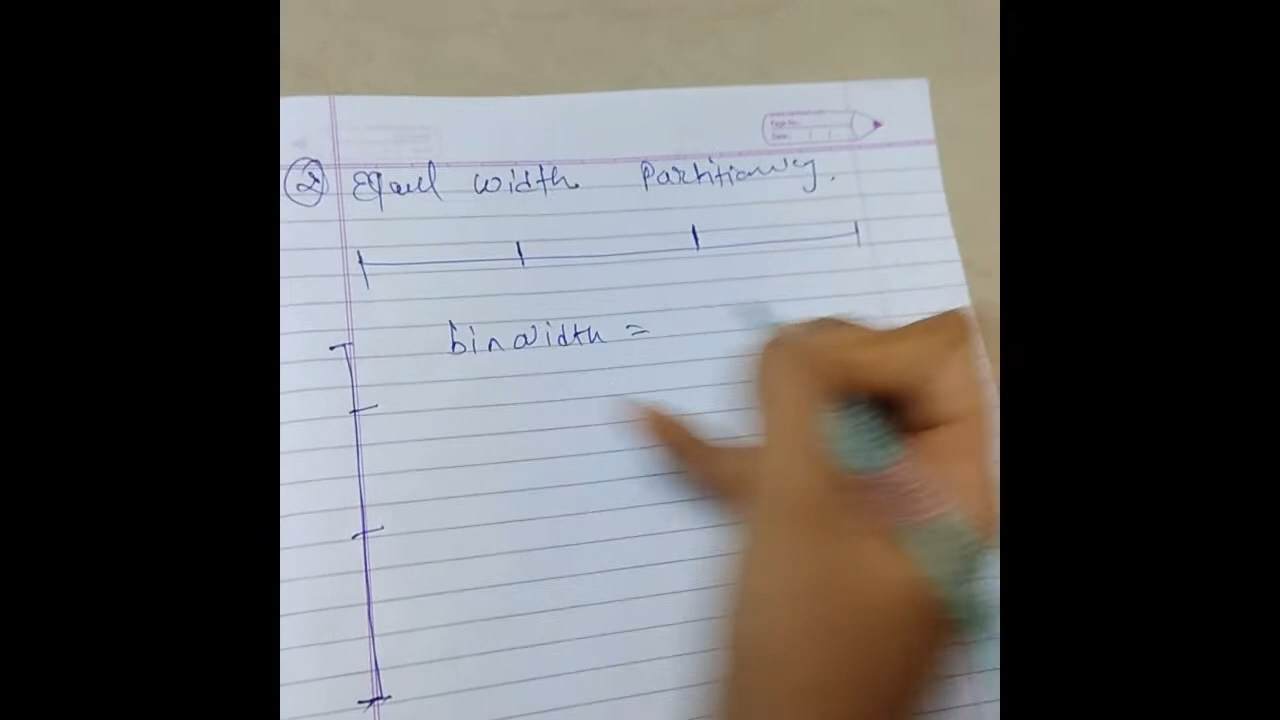 ② Equal width Partitioning.
binwidth =